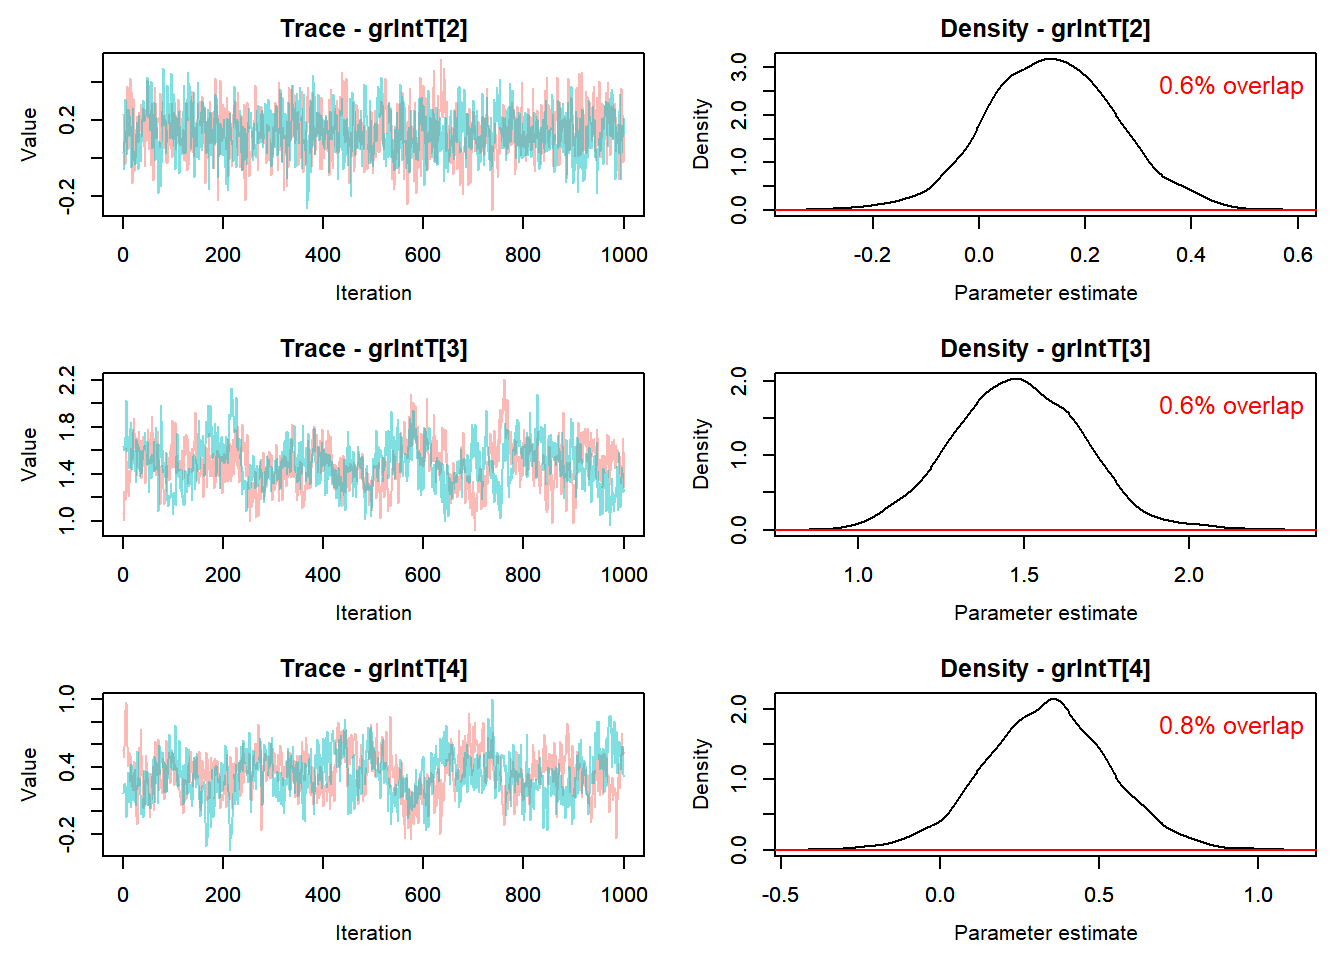 Trace - grIntT[2]
Value
-0.2 0.2
0 200 400 600 800 1000
Iteration
Density - grIntT[2]
Density
0.0 1.0 2.0 3.0
0.6% overlap
-0.2 0.0 0.2 0.4 0.6
Parameter estimate
Trace - grIntT[3]
Value
1.0 1.4 1.8 2.2
0 200 400 600 800 1000
Iteration
Density - grIntT[3]
Density
0.0 1.0 2.0
0.6% overlap
1.0 1.5 2.0
Parameter estimate
Trace - grIntT[4]
Value
-0.2 0.4 1.0
0 200 400 600 800 1000
Iteration
Density - grIntT[4]
Density
0.0 1.0 2.0
0.8% overlap
-0.5 0.0 0.5 1.0
Parameter estimate